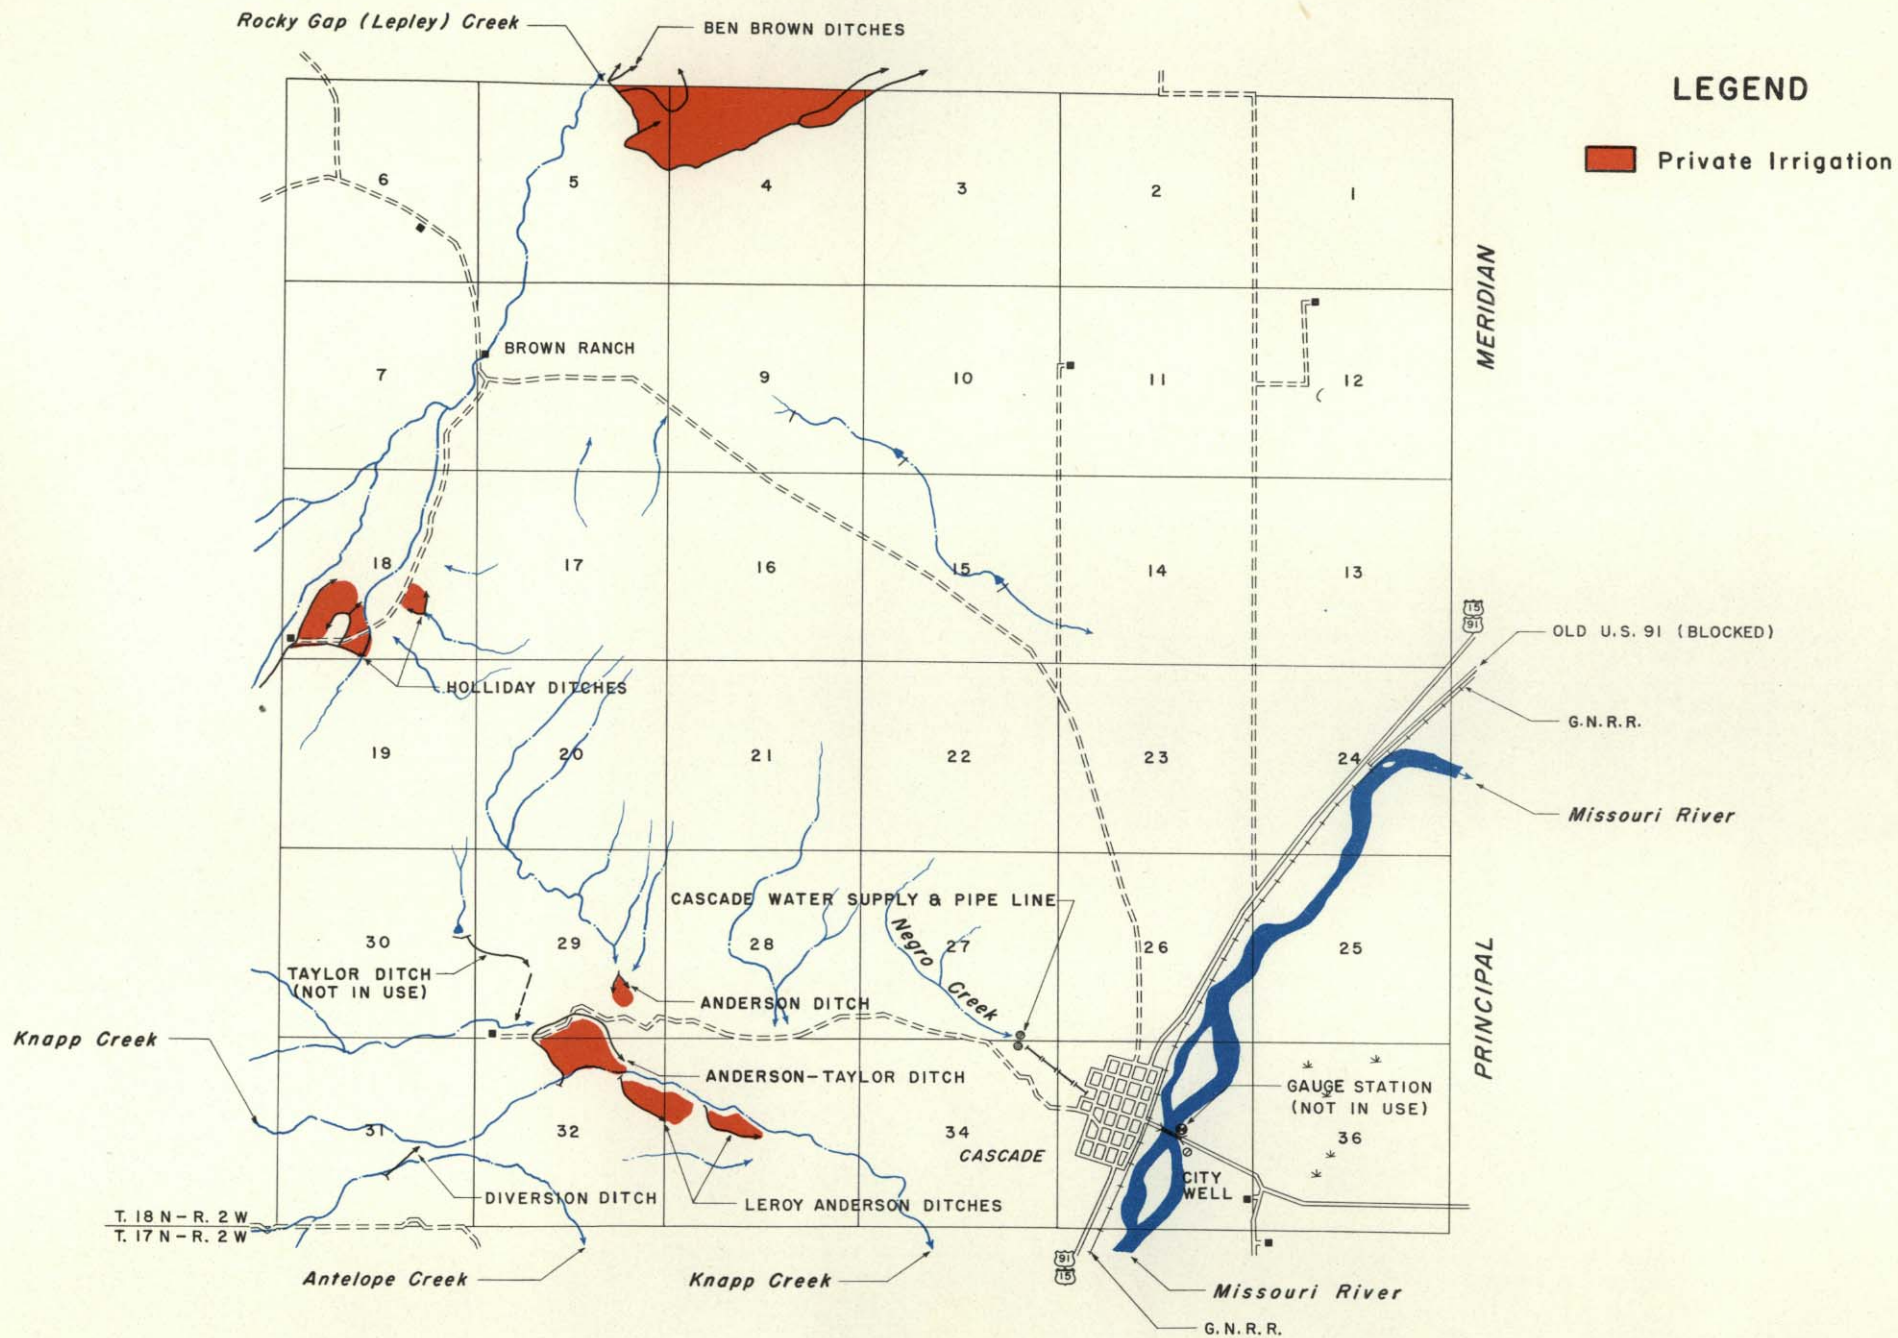 Rocky Gap (Lepley) Creek
BEN BROWN DITCHES
LEGEND
Private Irrigation
6
5
4
3
2
1
MERIDIAN
BROWN RANCH
7
9
10
11
12
18
17
16
15
14
13
15
91
OLD U.S. 91 (BLOCKED)
HOLLIDAY DITCHES
G.N.R.R.
19
20
21
22
23
24
Missouri River
CASCADE WATER SUPPLY & PIPE LINE
30
29
28
27
26
25
Negro Creek
TAYLOR DITCH
(NOT IN USE)
ANDERSON DITCH
PRINCIPAL
Knapp Creek
ANDERSON-TAYLOR DITCH
GAUGE STATION
(NOT IN USE)
31
32
34
36
CASCADE
CITY
WELL
DIVERSION DITCH
LEROY ANDERSON DITCHES
T. 18 N - R. 2 W
T. 17 N - R. 2 W
91
15
Antelope Creek
Knapp Creek
Missouri River
G.N.R.R.